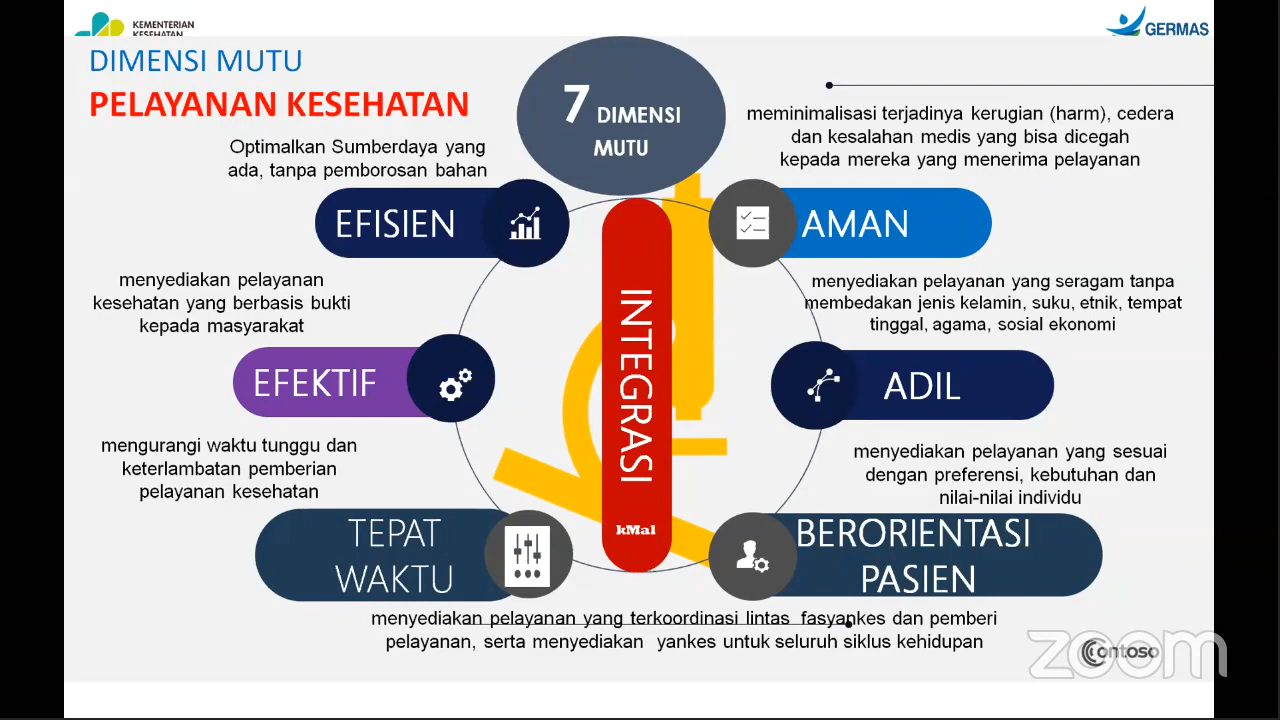 KEMENTERIAN
KESEHATAN
GERMAS
DIMENSI MUTU
PELAYANAN KESEHATAN
7 DIMENSI
MUTU
Optimalkan Sumberdaya yang
ada, tanpa pemborosan bahan
EFISIEN
menyediakan pelayanan
kesehatan yang berbasis bukti
kepada masyarakat
EFEKTIF
mengurangi waktu tunggu dan
keterlambatan pemberian
pelayanan kesehatan
TEPAT
WAKTU
INTEGRASI
kMal
meminimalisasi terjadinya kerugian (harm), cedera
dan kesalahan medis yang bisa dicegah
kepada mereka yang menerima pelayanan
AMAN
menyediakan pelayanan yang seragam tanpa
membedakan jenis kelamin, suku, etnik, tempat
tinggal, agama, sosial ekonomi
ADIL
menyediakan pelayanan yang sesuai
dengan preferensi, kebutuhan dan
nilai-nilai individu
BERORIENTASI
PASIEN
menyediakan pelayanan yang terkoordinasi lintas fasyankes dan pemberi
pelayanan, serta menyediakan yankes untuk seluruh siklus kehidupan
Contoso
zoom